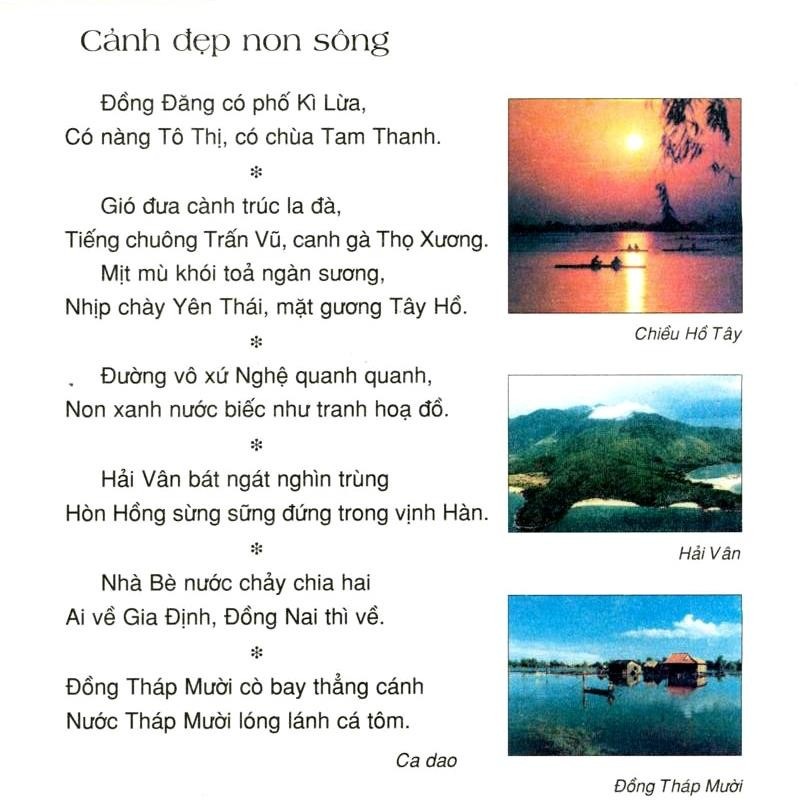 Cảnh đẹp non sông
Đồng Đăng có phố Kì Lừa,
Có nàng Tô Thị, có chùa Tam Thanh.
*
Gió đưa cành trúc la đà,
Tiếng chuông Trấn Vũ, canh gà Thọ Xương.
Mịt mù khói toả ngàn sương,
Nhịp chày Yên Thái, mặt gương Tây Hồ.
*
Đường vô xứ Nghệ quanh quanh,
Non xanh nước biếc như tranh hoạ đồ.
*
Hải Vân bát ngát nghìn trùng
Hòn Hồng sừng sững đứng trong vịnh Hàn.
*
Nhà Bè nước chảy chia hai
Ai về Gia Định, Đồng Nai thì về.
*
Đồng Tháp Mười cò bay thẳng cánh
Nước Tháp Mười lóng lánh cá tôm.
Ca dao
Chiều Hồ Tây
Hải Vân
Đồng Tháp Mười